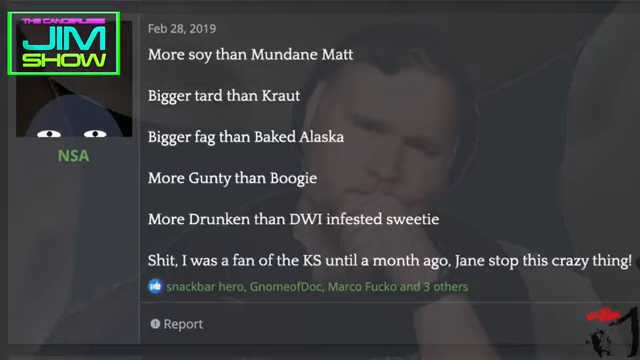 THE CANCERLESS
JIM
SHOW
Feb 28, 2019
More soy than Mundane Matt
Bigger tard than Kraut
Bigger fag than Baked Alaska
NSA
More Gunty than Boogie
More Drunken than DWI infested sweetie
Shit, I was a fan of the KS until a month ago, Jane stop this crazy thing!
snackbar hero, GnomeofDoc, Marco Fucko and 3 others
Report